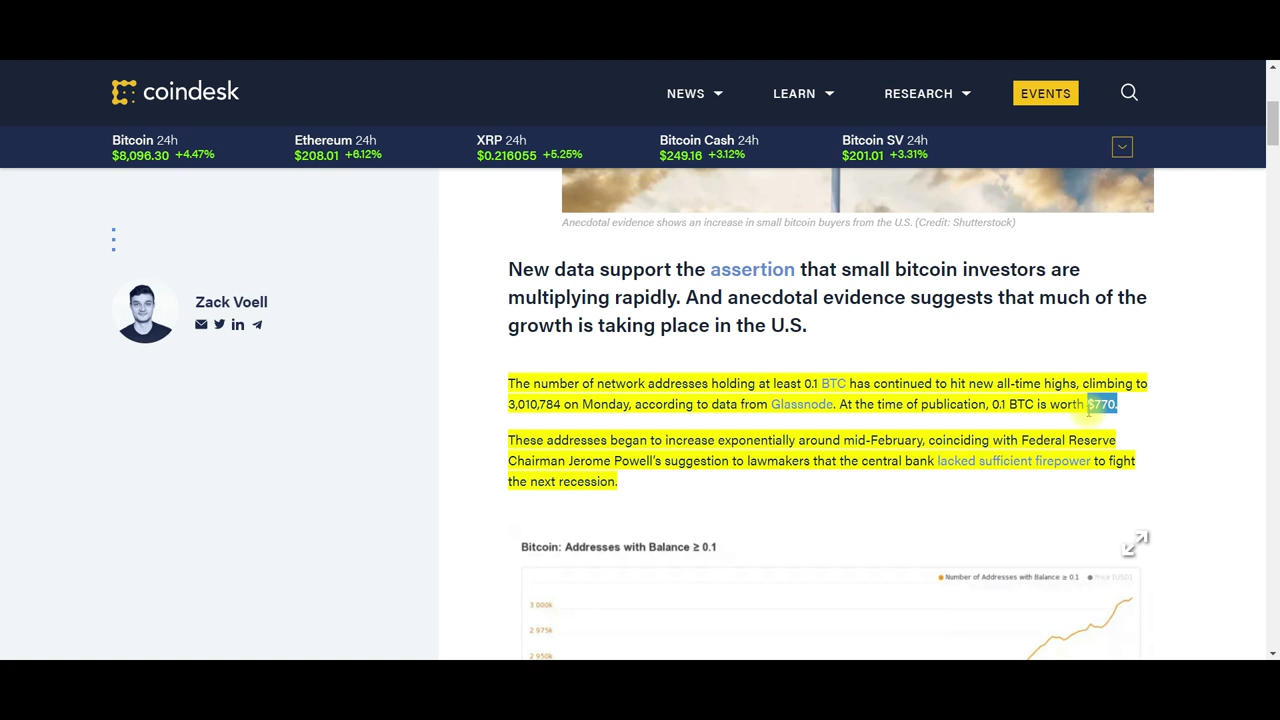 coindesk
NEWS
LEARN
RESEARCH
EVENTS
Bitcoin 24h
$8,096.30 +4.47%
Ethereum 24h
$208.01 +6.12%
XRP 24h
$0.216055 +5.25%
Bitcoin Cash 24h
$249.16 +3.12%
Bitcoin SV 24h
$201.01 +3.31%
Anecdotal evidence shows an increase in small bitcoin buyers from the U.S. (Credit: Shutterstock)
Zack Voell
New data support the assertion that small bitcoin investors are
multiplying rapidly. And anecdotal evidence suggests that much of the
growth is taking place in the U.S.
The number of network addresses holding at least 0.1 BTC has continued to hit new all-time highs, climbing to
3,010,784 on Monday, according to data from Glassnode. At the time of publication, 0.1 BTC is worth $770.
These addresses began to increase exponentially around mid-February, coinciding with Federal Reserve
Chairman Jerome Powell’s suggestion to lawmakers that the central bank lacked sufficient firepower to fight
the next recession.
Bitcoin: Addresses with Balance ≥ 0.1
Number of Addresses with Balance ≥ 0.1
Price [USD]
3 000k
2 975k
2 950k